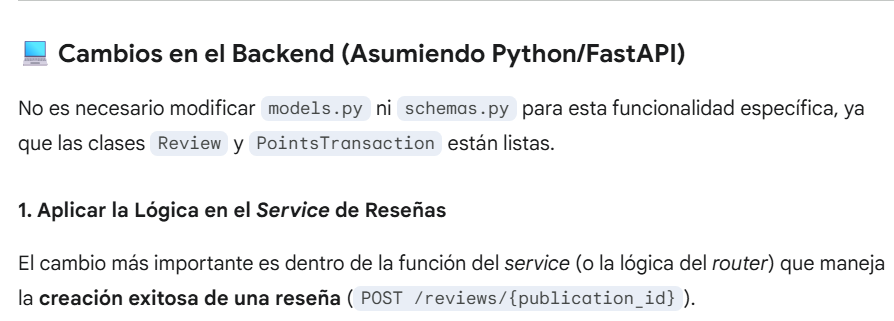 💻 Cambios en el Backend (Asumiendo Python/FastAPI)
No es necesario modificar models.py ni schemas.py para esta funcionalidad específica, ya
que las clases Review y PointsTransaction están listas.
1. Aplicar la Lógica en el Service de Reseñas
El cambio más importante es dentro de la función del service (o la lógica del router) que maneja
la creación exitosa de una reseña ( POST /reviews/{publication_id} ).